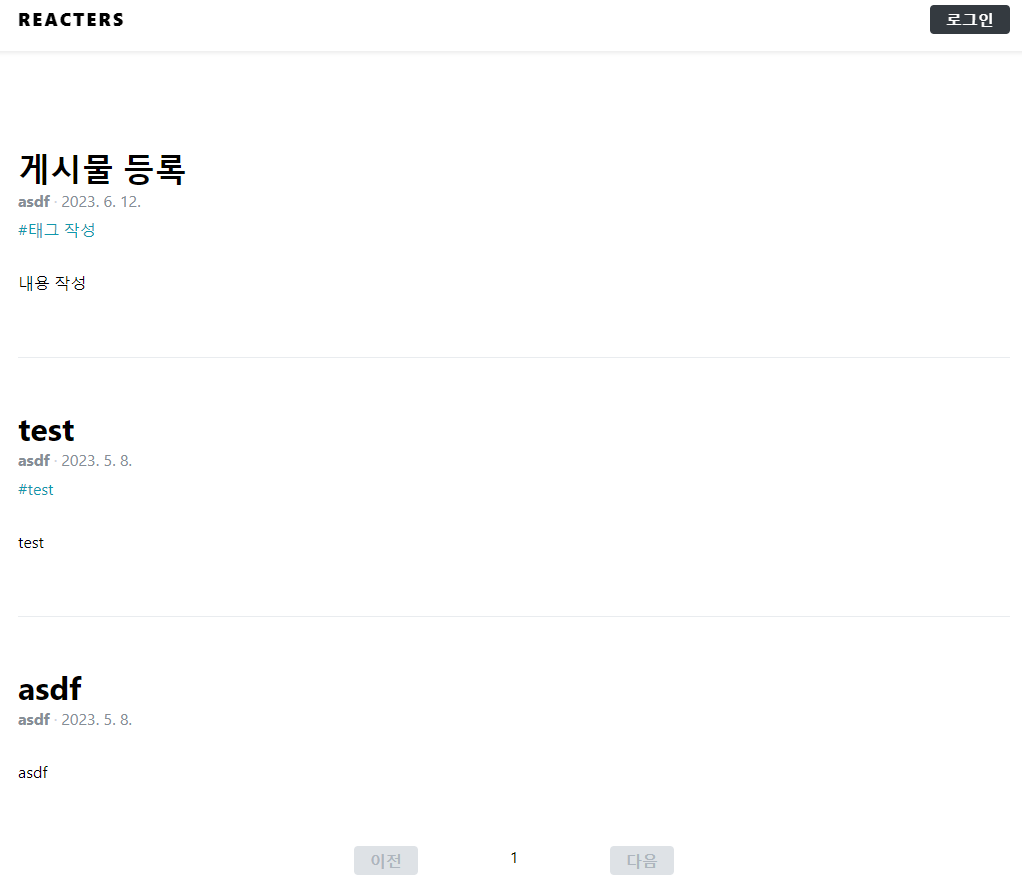 REACTERS
로그인
게시물 등록
asdf · 2023. 6. 12.
#태그 작성
내용 작성
test
asdf · 2023. 5. 8.
#test
test
asdf
asdf · 2023. 5. 8.
asdf
이전 1 다음